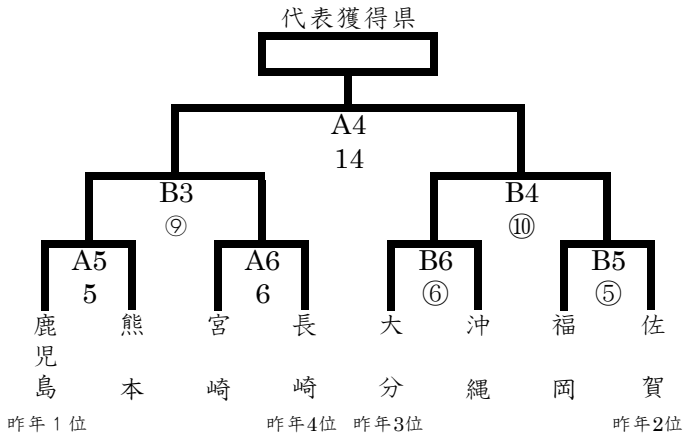 代表獲得県
A4
14
B3
⑨
B4
⑩
A5
5
A6
6
B6
⑥
B5
⑤
鹿児島
熊本
宮崎
長崎
大分
沖縄
福岡
佐賀
昨年1位
昨年4位
昨年3位
昨年2位